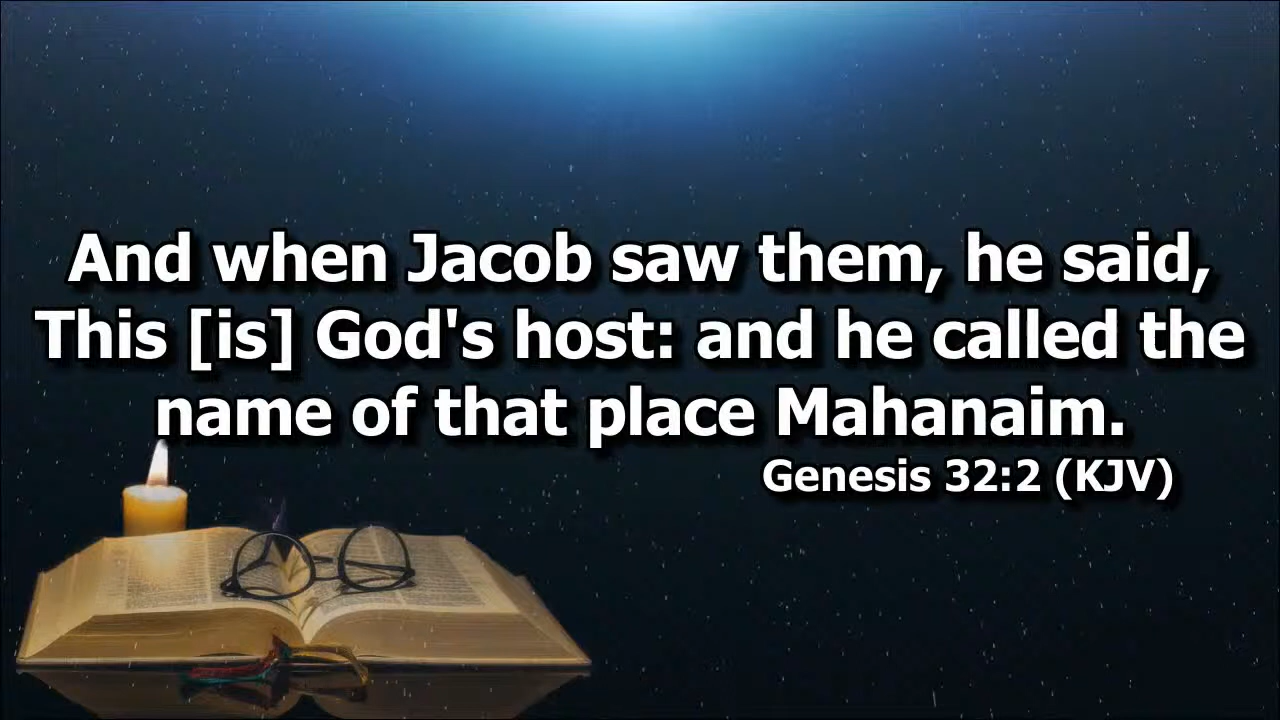 And when Jacob saw them, he said,
This [is] God's host: and he called the
name of that place Mahanaim.
Genesis 32:2 (KJV)